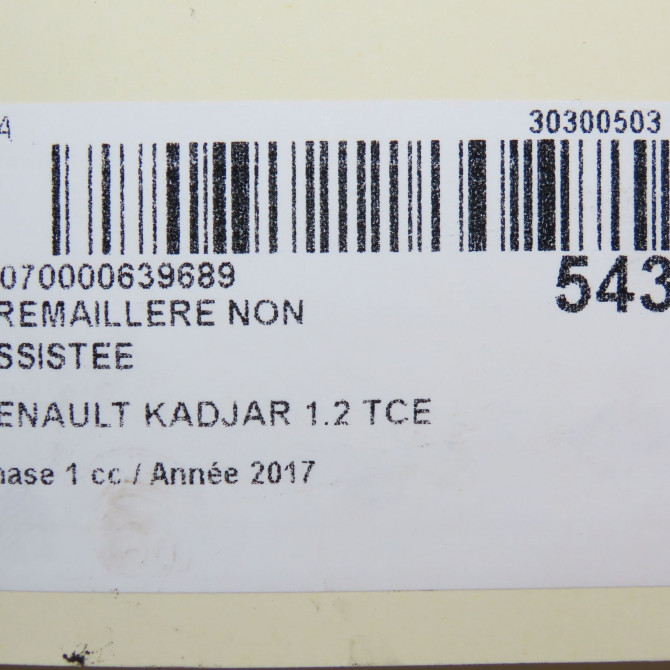 A 30300503
070000639689 543
REMAILLERE NON
SSISTEE
ENAULT KADJAR 1.2 TCE
hase 1 cc / Année 2017